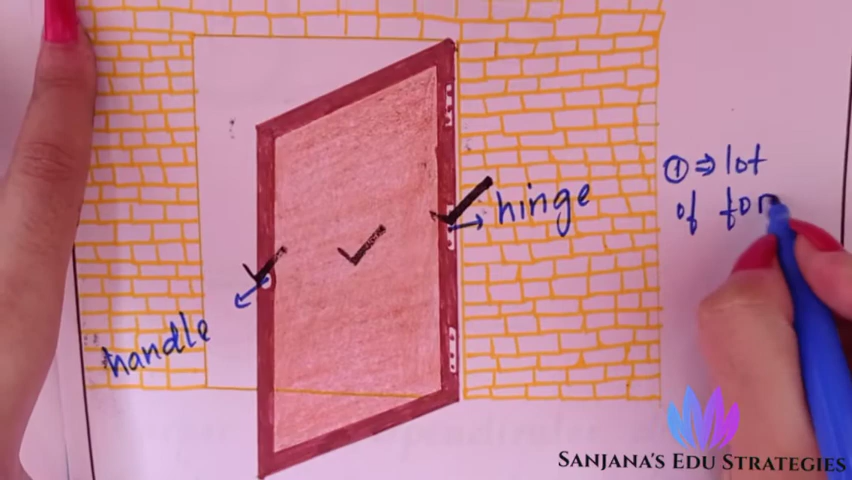 ① ⇒ lot
of for
hinge
handle
SANJANA'S EDU STRATEGIES